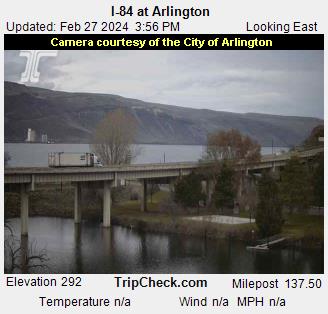 I-84 at Arlington
Updated: Feb 27 2024 3:56 PM Looking East
Camera courtesy of the City of Arlington
Elevation 292 TripCheck.com Milepost 137.50
Temperature n/a Wind n/a MPH n/a